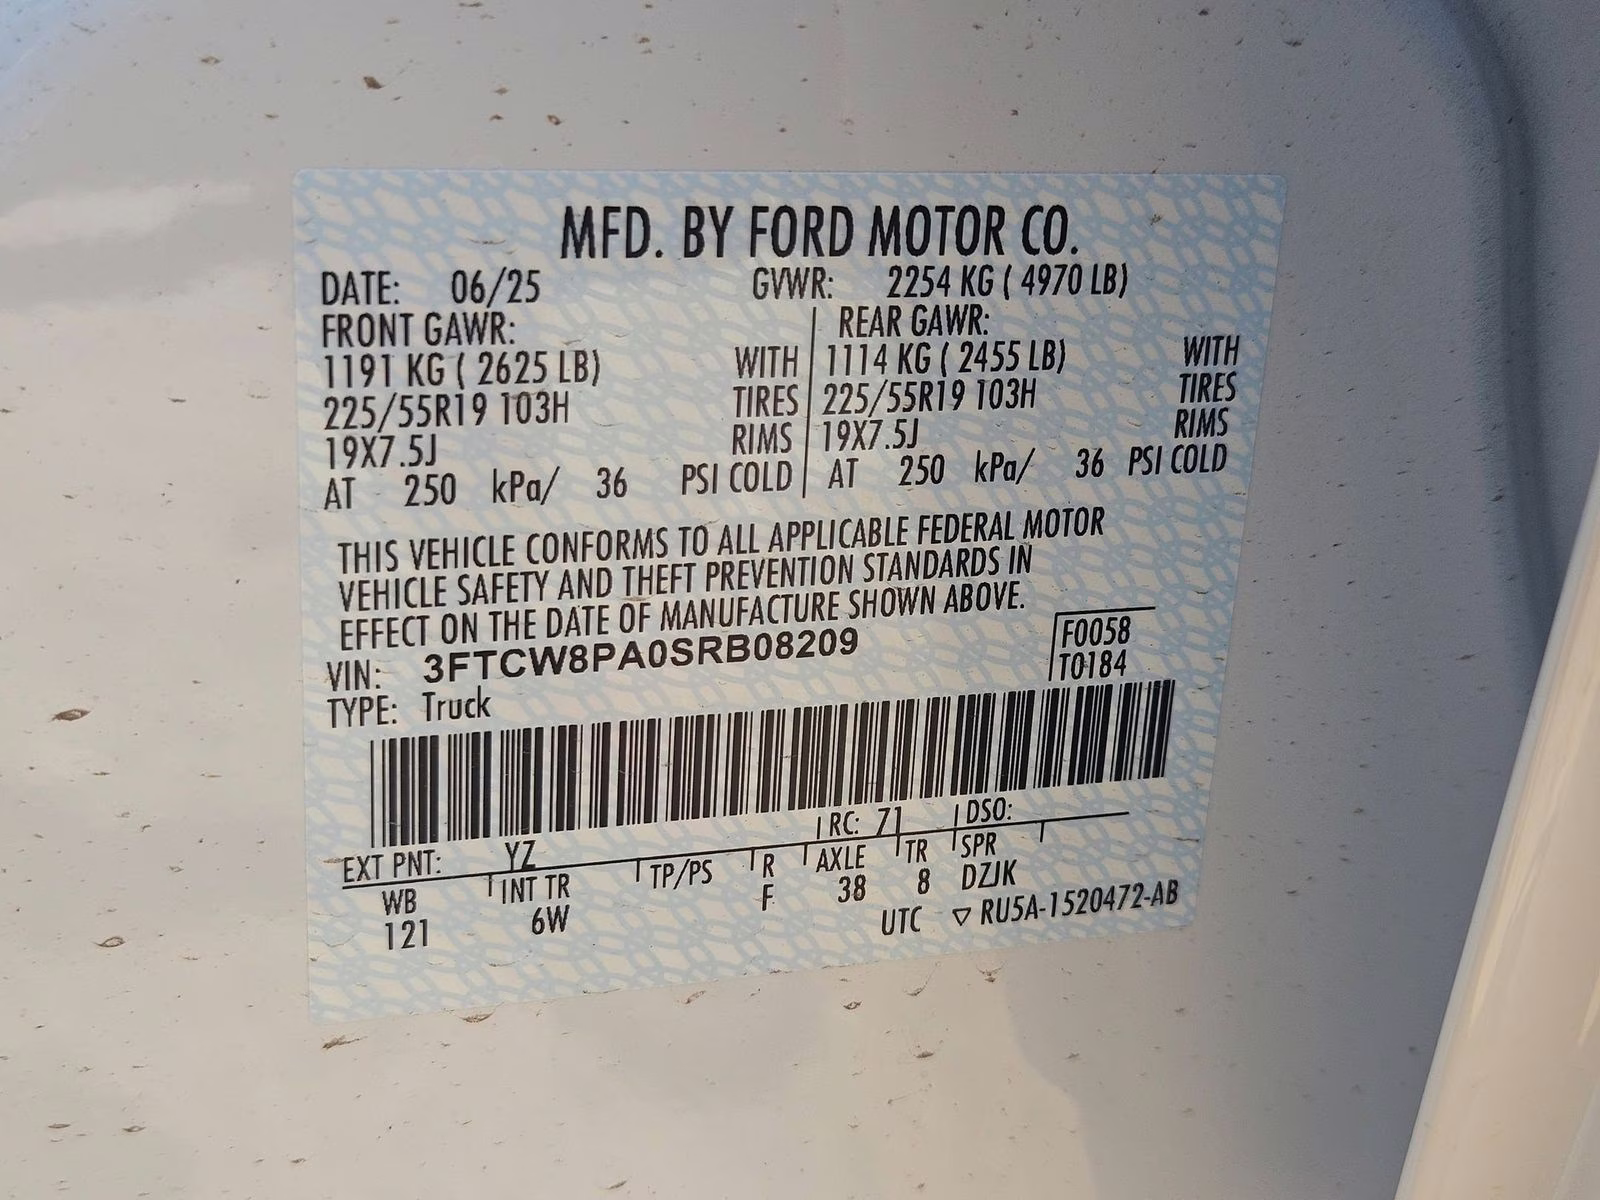 MFD. BY FORD MOTOR CO.
DATE: 06/25 GVWR: 2254 KG ( 4970 LB)
FRONT GAWR: REAR GAWR:
1191 KG ( 2625 LB) WITH 1114 KG ( 2455 LB) WITH
225/55R19 103H TIRES 225/55R19 103H TIRES
19X7.5J RIMS 19X7.5J RIMS
AT 250 kPa/ 36 PSI COLD AT 250 kPa/ 36 PSI COLD
THIS VEHICLE CONFORMS TO ALL APPLICABLE FEDERAL MOTOR
VEHICLE SAFETY AND THEFT PREVENTION STANDARDS IN
EFFECT ON THE DATE OF MANUFACTURE SHOWN ABOVE.
VIN: 3FTCW8PA0SRB08209 F0058
TYPE: Truck T0184
EXT PNT: YZ RC: 71 DSO:
WB INT TR TP/PS R AXLE TR SPR
121 6W F 38 8 DZJK
UTC ▽ RU5A-1520472-AB